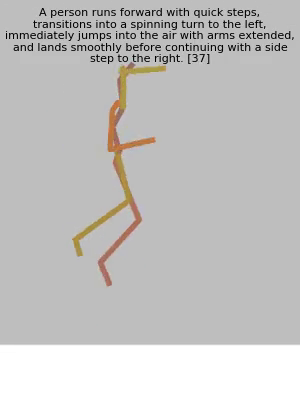 A person runs forward with quick steps,
transitions into a spinning turn to the left,
immediately jumps into the air with arms extended,
and lands smoothly before continuing with a side
step to the right. [37]